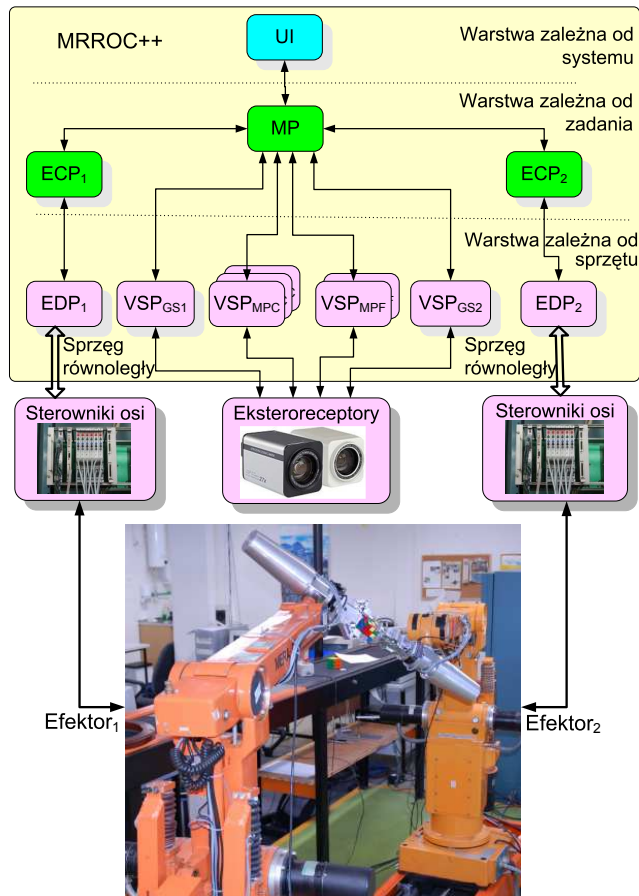 MRROC++
UI
Warstwa zależna od
systemu
Warstwa zależna od
zadania
MP
ECP1
ECP2
Warstwa zależna od
sprzętu
EDP1
VSPGS1
VSPMPC
VSPMPF
VSPGS2
EDP2
Sprzęg
równoległy
Sprzęg
równoległy
Sterowniki osi
Eksteroreceptory
Sterowniki osi
Efektor1
Efektor2